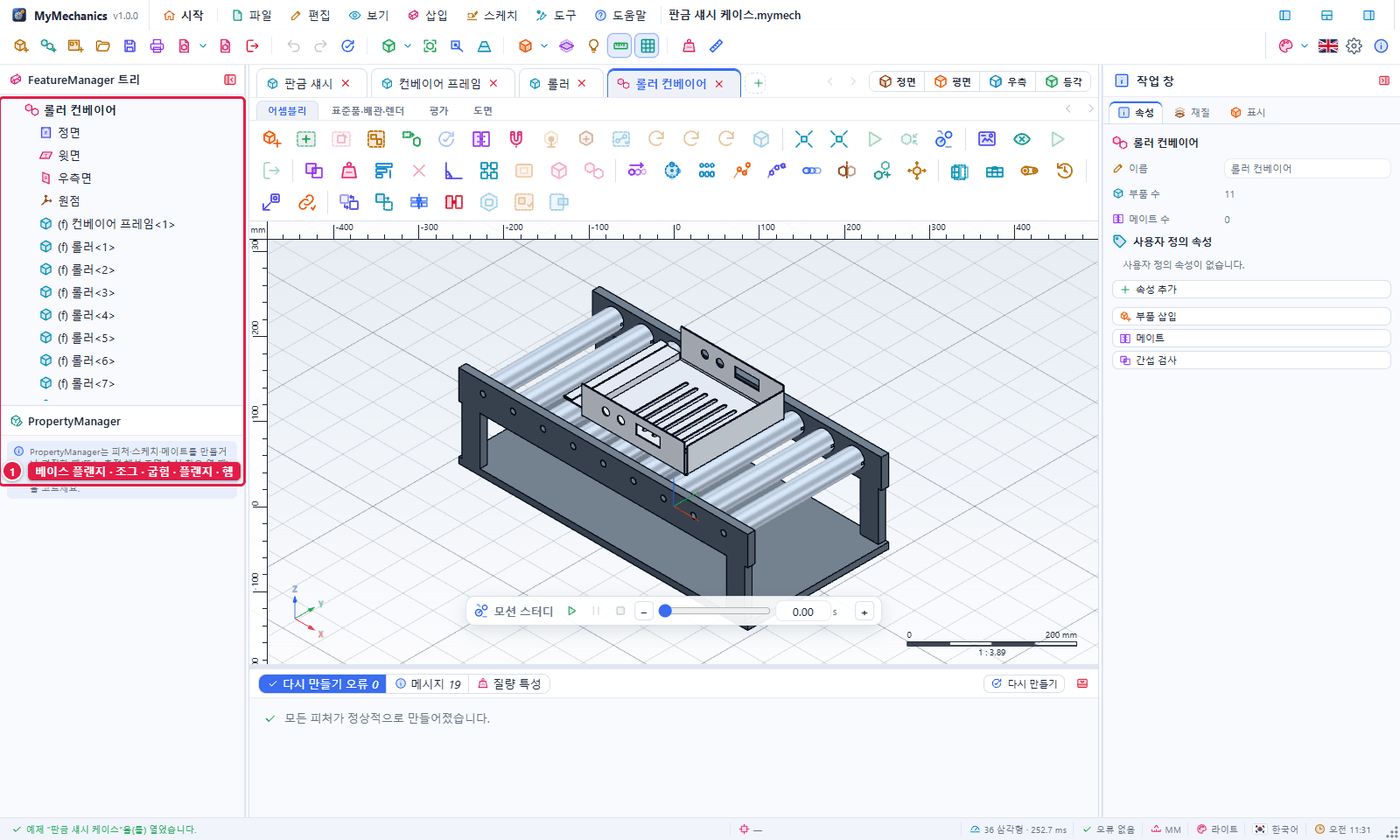 MyMechanics v1.0.0
시작
파일
편집
보기
삽입
스케치
도구
도움말
판금 섀시 케이스.mymech
FeatureManager 트리
롤러 컨베이어
정면
윗면
우측면
원점
(f) 컨베이어 프레임<1>
(f) 롤러<1>
(f) 롤러<2>
(f) 롤러<3>
(f) 롤러<4>
(f) 롤러<5>
(f) 롤러<6>
(f) 롤러<7>
PropertyManager
PropertyManager는 피처·스케치·메이트를 만들거
1 베이스 플랜지 · 조그 · 굽힘 · 플랜지 · 헴
를 고르세요.
판금 섀시
컨베이어 프레임
롤러
롤러 컨베이어
정면
평면
우측
등각
어셈블리
표준품·배관·렌더
평가
도면
mm
-400
-300
-200
-100
0
100
200
300
400
200
100
0
-100
Z
Y
X
모션 스터디
0.00 s
0
200 mm
1 : 3.89
다시 만들기 오류 0
메시지 19
질량 특성
다시 만들기
모든 피처가 정상적으로 만들어졌습니다.
작업 창
속성
재질
표시
롤러 컨베이어
이름
롤러 컨베이어
부품 수
11
메이트 수
0
사용자 정의 속성
사용자 정의 속성이 없습니다.
속성 추가
부품 삽입
메이트
간섭 검사
예제 "판금 섀시 케이스"을(를) 열었습니다.
—
36 삼각형 · 252.7 ms
오류 없음
MM
라이트
한국어
오전 11:31